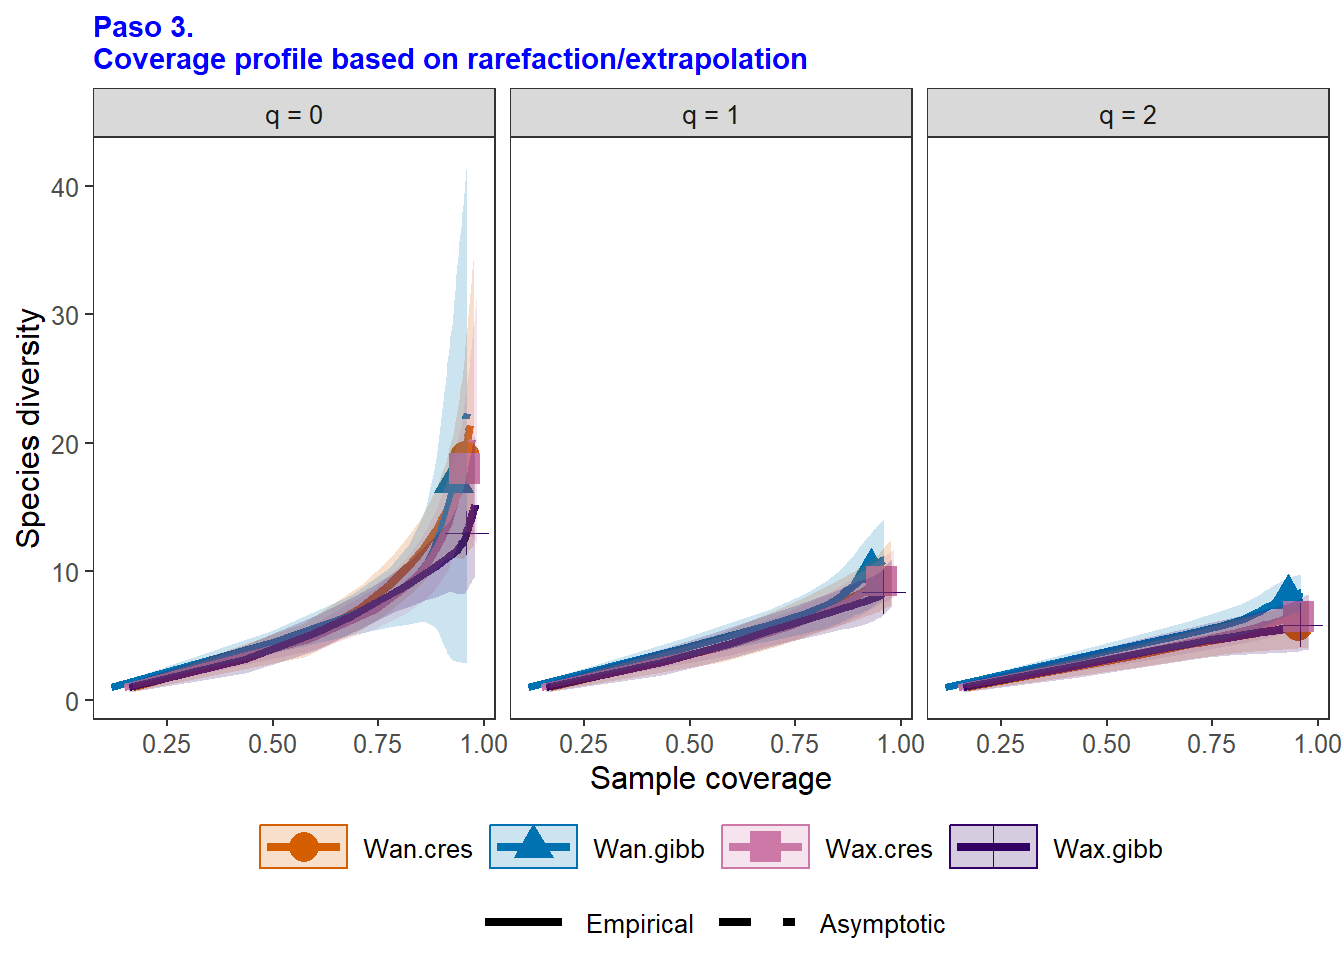 Paso 3.
Coverage profile based on rarefaction/extrapolation
q = 0
q = 1
q = 2
Species diversity
40
30
20
10
0
0.25 0.50 0.75 1.00
0.25 0.50 0.75 1.00
0.25 0.50 0.75 1.00
Sample coverage
Wan.cres Wan.gibb Wax.cres Wax.gibb
Empirical Asymptotic